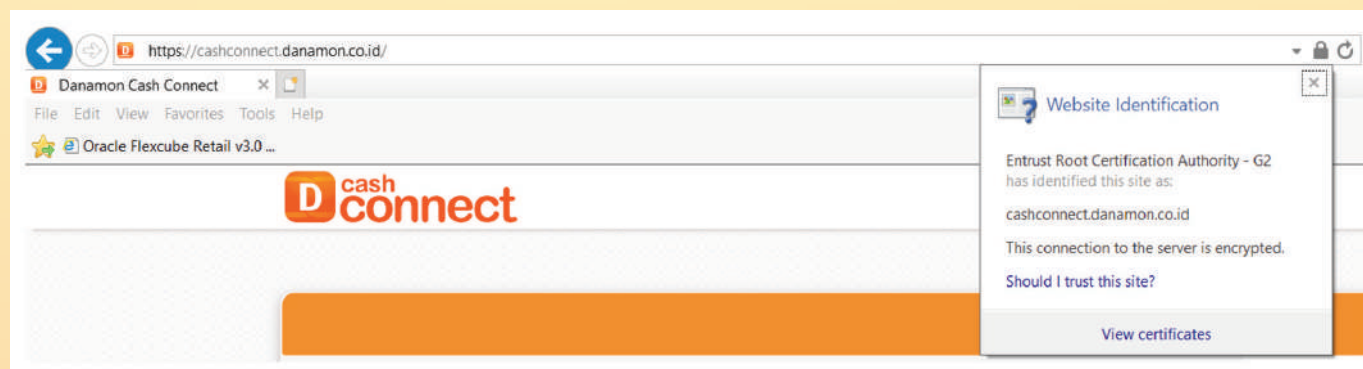 D https://cashconnect.danamon.co.id/
D Danamon Cash Connect
File Edit View Favorites Tools Help
Oracle Flexcube Retail v3.0 ...
D cash
connect
Website Identification
Entrust Root Certification Authority - G2
has identified this site as:
cashconnect.danamon.co.id
This connection to the server is encrypted.
Should I trust this site?
View certificates